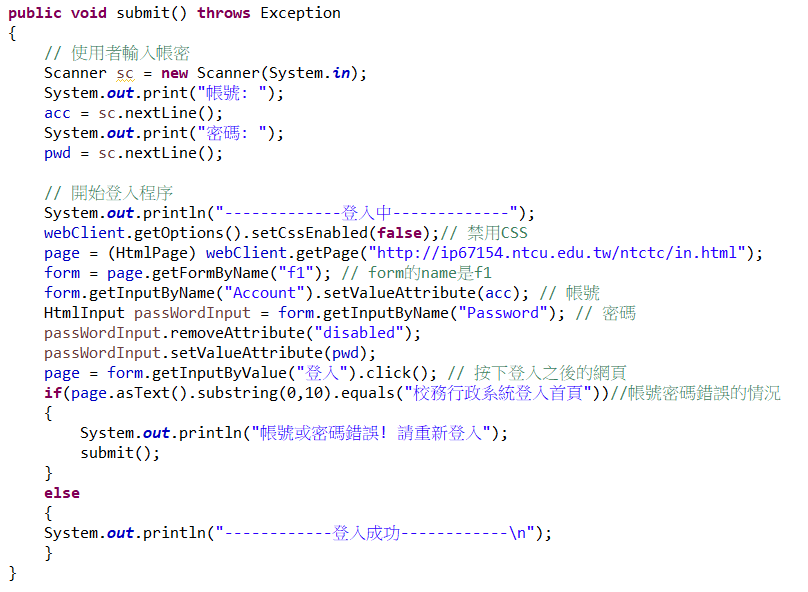 public void submit() throws Exception
{
    // 使用者輸入帳密
    Scanner sc = new Scanner(System.in);
    System.out.print("帳號: ");
    acc = sc.nextLine();
    System.out.print("密碼: ");
    pwd = sc.nextLine();

    // 開始登入程序
    System.out.println("-------------登入中-------------");
    webClient.getOptions().setCssEnabled(false);// 禁用CSS
    page = (HtmlPage) webClient.getPage("http://ip67154.ntcu.edu.tw/ntctc/in.html");
    form = page.getFormByName("f1"); // form的name是f1
    form.getInputByName("Account").setValueAttribute(acc); // 帳號
    HtmlInput passWordInput = form.getInputByName("Password"); // 密碼
    passWordInput.removeAttribute("disabled");
    passWordInput.setValueAttribute(pwd);
    page = form.getInputByValue("登入").click(); // 按下登入之後的網頁
    if(page.asText().substring(0,10).equals("校務行政系統登入首頁"))//帳號密碼錯誤的情況
    {
        System.out.println("帳號或密碼錯誤! 請重新登入");
        submit();
    }
    else
    {
    System.out.println("------------登入成功------------\n");
    }
}